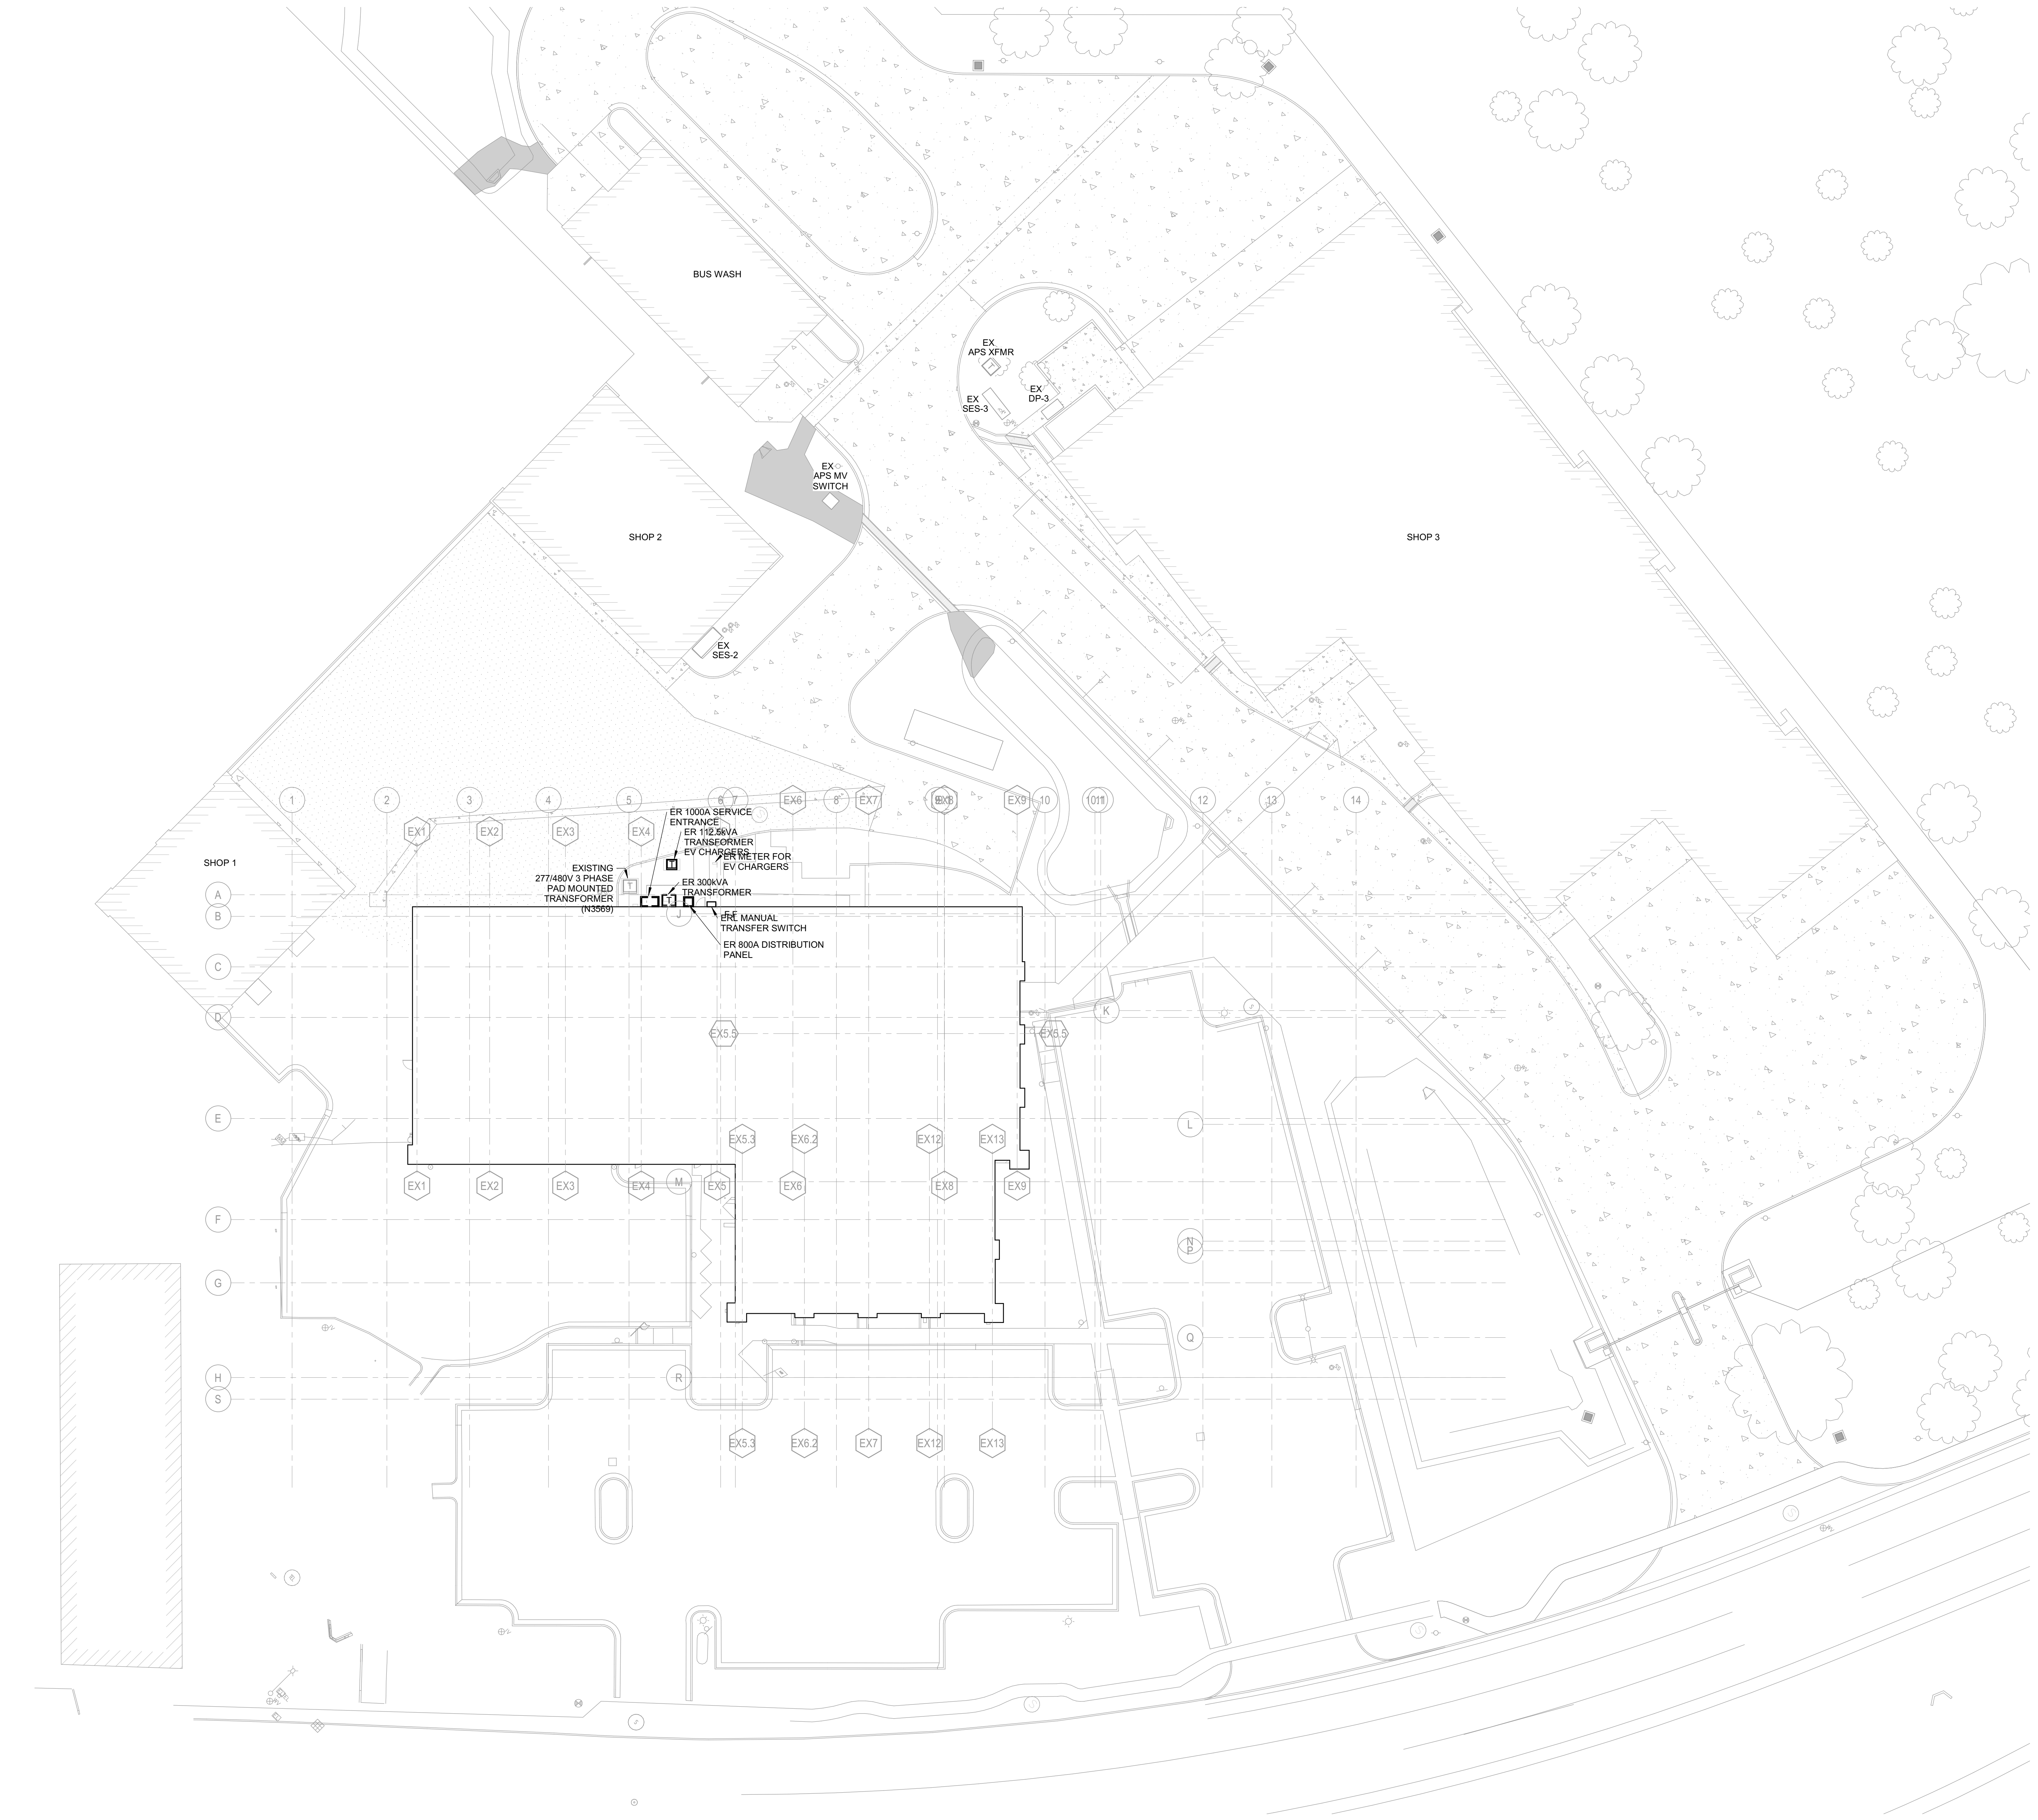 BUS WASH
EX
APS XFMR
EX
DP-3
EX
SES-3
EX
APS MV
SWITCH
SHOP 2
SHOP 3
EX
SES-2
1
2
3
4
5
6
7
EX6
8
EX7
EX8
EX9
10
11
12
13
14
EX1
EX2
EX3
EX4
ER 1000A SERVICE
ENTRANCE
ER 112.5kVA
TRANSFORMER
EV CHARGERS
ER METER FOR
EV CHARGERS
SHOP 1
EXISTING
277/480V 3 PHASE
PAD MOUNTED
TRANSFORMER
(N3569)
T
T
T
ER 300kVA
TRANSFORMER
A
B
J
ERL MANUAL
TRANSFER SWITCH
ER 800A DISTRIBUTION
PANEL
C
D
K
EX5.5
EX5.5
E
L
EX5.3
EX6.2
EX12
EX13
EX1
EX2
EX3
EX4
M
EX5
EX6
EX8
EX9
F
N
P
G
Q
H
R
S
EX5.3
EX6.2
EX7
EX12
EX13